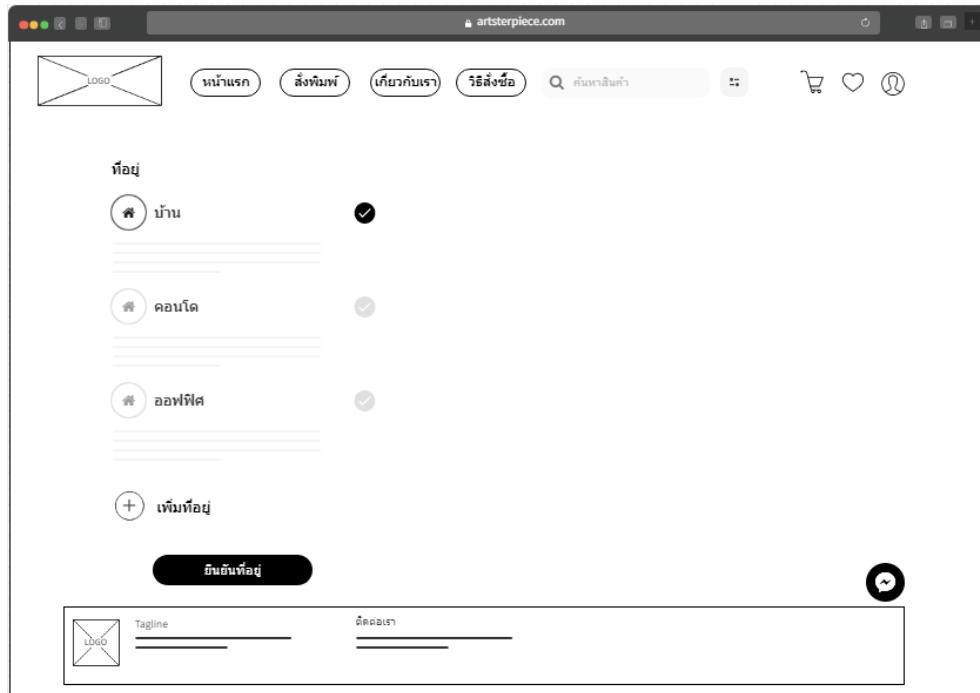 artsterpiece.com
LOGO
หน้าแรก
สั่งพิมพ์
เกี่ยวกับเรา
วิธีสั่งซื้อ
ค้นหาสินค้า
ที่อยู่
บ้าน
คอนโด
ออฟฟิศ
เพิ่มที่อยู่
ยืนยันที่อยู่
LOGO
Tagline
ติดต่อเรา